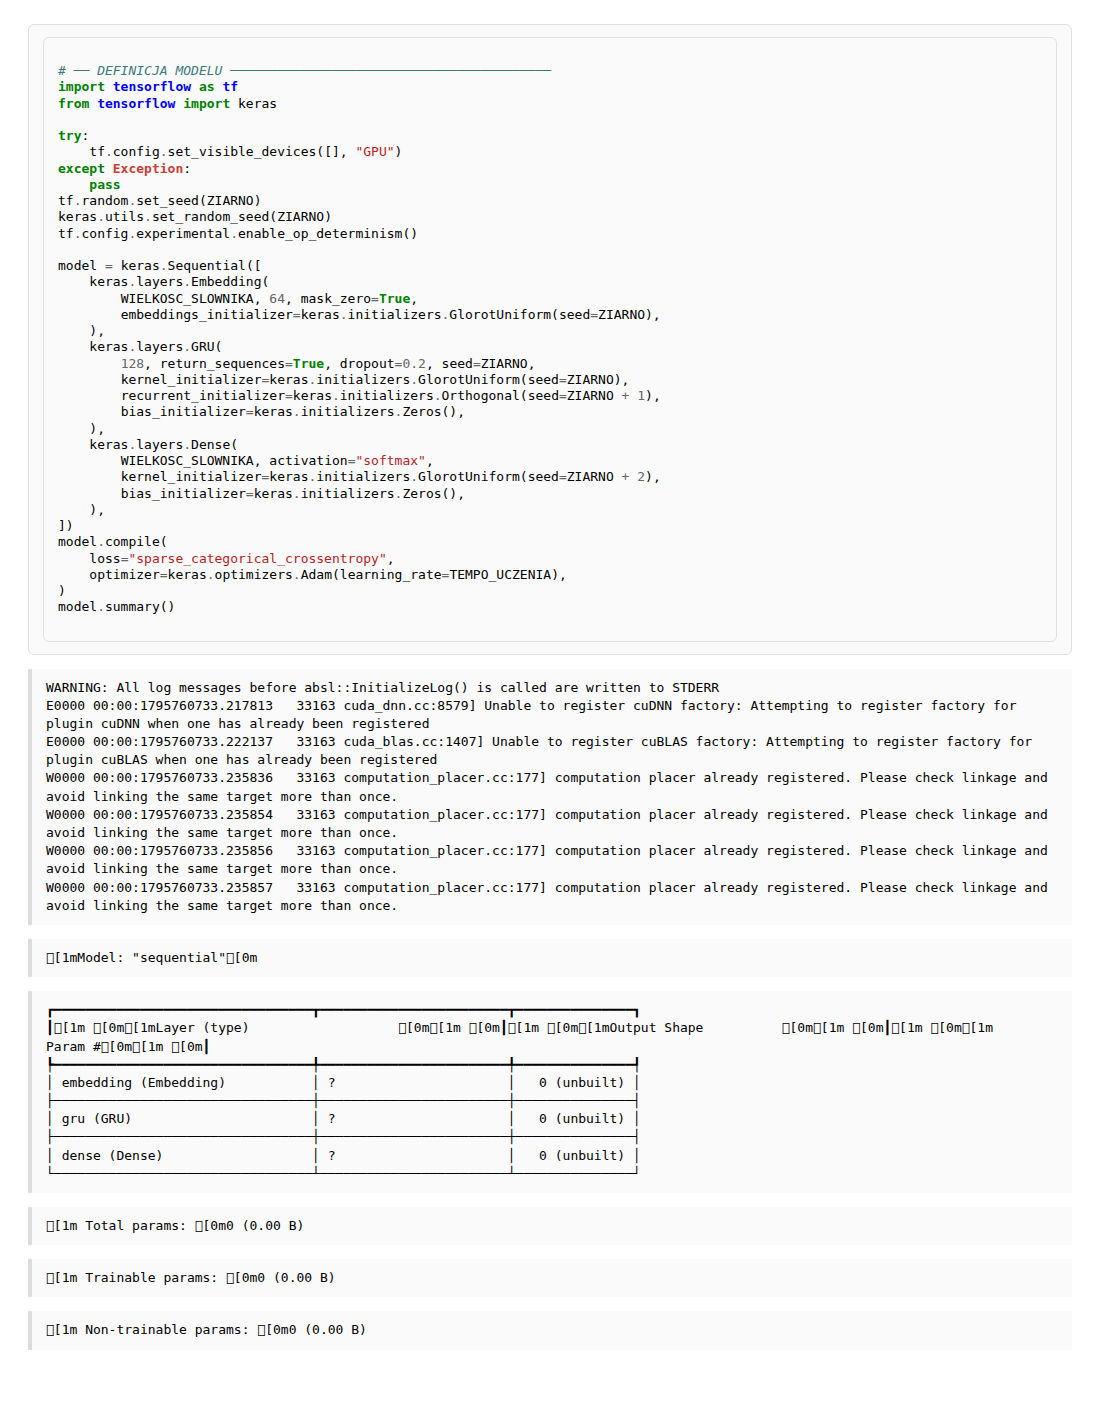 # ── DEFINICJA MODELU ─────────────────────────────────────────
import tensorflow as tf
from tensorflow import keras

try:
    tf.config.set_visible_devices([], "GPU")
except Exception:
    pass
tf.random.set_seed(ZIARNO)
keras.utils.set_random_seed(ZIARNO)
tf.config.experimental.enable_op_determinism()

model = keras.Sequential([
    keras.layers.Embedding(
        WIELKOSC_SLOWNIKA, 64, mask_zero=True,
        embeddings_initializer=keras.initializers.GlorotUniform(seed=ZIARNO),
    ),
    keras.layers.GRU(
        128, return_sequences=True, dropout=0.2, seed=ZIARNO,
        kernel_initializer=keras.initializers.GlorotUniform(seed=ZIARNO),
        recurrent_initializer=keras.initializers.Orthogonal(seed=ZIARNO + 1),
        bias_initializer=keras.initializers.Zeros(),
    ),
    keras.layers.Dense(
        WIELKOSC_SLOWNIKA, activation="softmax",
        kernel_initializer=keras.initializers.GlorotUniform(seed=ZIARNO + 2),
        bias_initializer=keras.initializers.Zeros(),
    ),
])
model.compile(
    loss="sparse_categorical_crossentropy",
    optimizer=keras.optimizers.Adam(learning_rate=TEMPO_UCZENIA),
)
model.summary()

WARNING: All log messages before absl::InitializeLog() is called are written to STDERR
E0000 00:00:1795760733.217813   33163 cuda_dnn.cc:8579] Unable to register cuDNN factory: Attempting to register factory for
plugin cuDNN when one has already been registered
E0000 00:00:1795760733.222137   33163 cuda_blas.cc:1407] Unable to register cuBLAS factory: Attempting to register factory for
plugin cuBLAS when one has already been registered
W0000 00:00:1795760733.235836   33163 computation_placer.cc:177] computation placer already registered. Please check linkage and
avoid linking the same target more than once.
W0000 00:00:1795760733.235854   33163 computation_placer.cc:177] computation placer already registered. Please check linkage and
avoid linking the same target more than once.
W0000 00:00:1795760733.235856   33163 computation_placer.cc:177] computation placer already registered. Please check linkage and
avoid linking the same target more than once.
W0000 00:00:1795760733.235857   33163 computation_placer.cc:177] computation placer already registered. Please check linkage and
avoid linking the same target more than once.

□[1mModel: "sequential"□[0m

┃□[1m □[0m□[1mLayer (type)                   □[0m□[1m □[0m┃□[1m □[0m□[1mOutput Shape          □[0m□[1m □[0m┃□[1m □[0m□[1m
Param #□[0m□[1m □[0m┃
│ embedding (Embedding)           │ ?                      │   0 (unbuilt) │
│ gru (GRU)                       │ ?                      │   0 (unbuilt) │
│ dense (Dense)                   │ ?                      │   0 (unbuilt) │

□[1m Total params: □[0m0 (0.00 B)

□[1m Trainable params: □[0m0 (0.00 B)

□[1m Non-trainable params: □[0m0 (0.00 B)